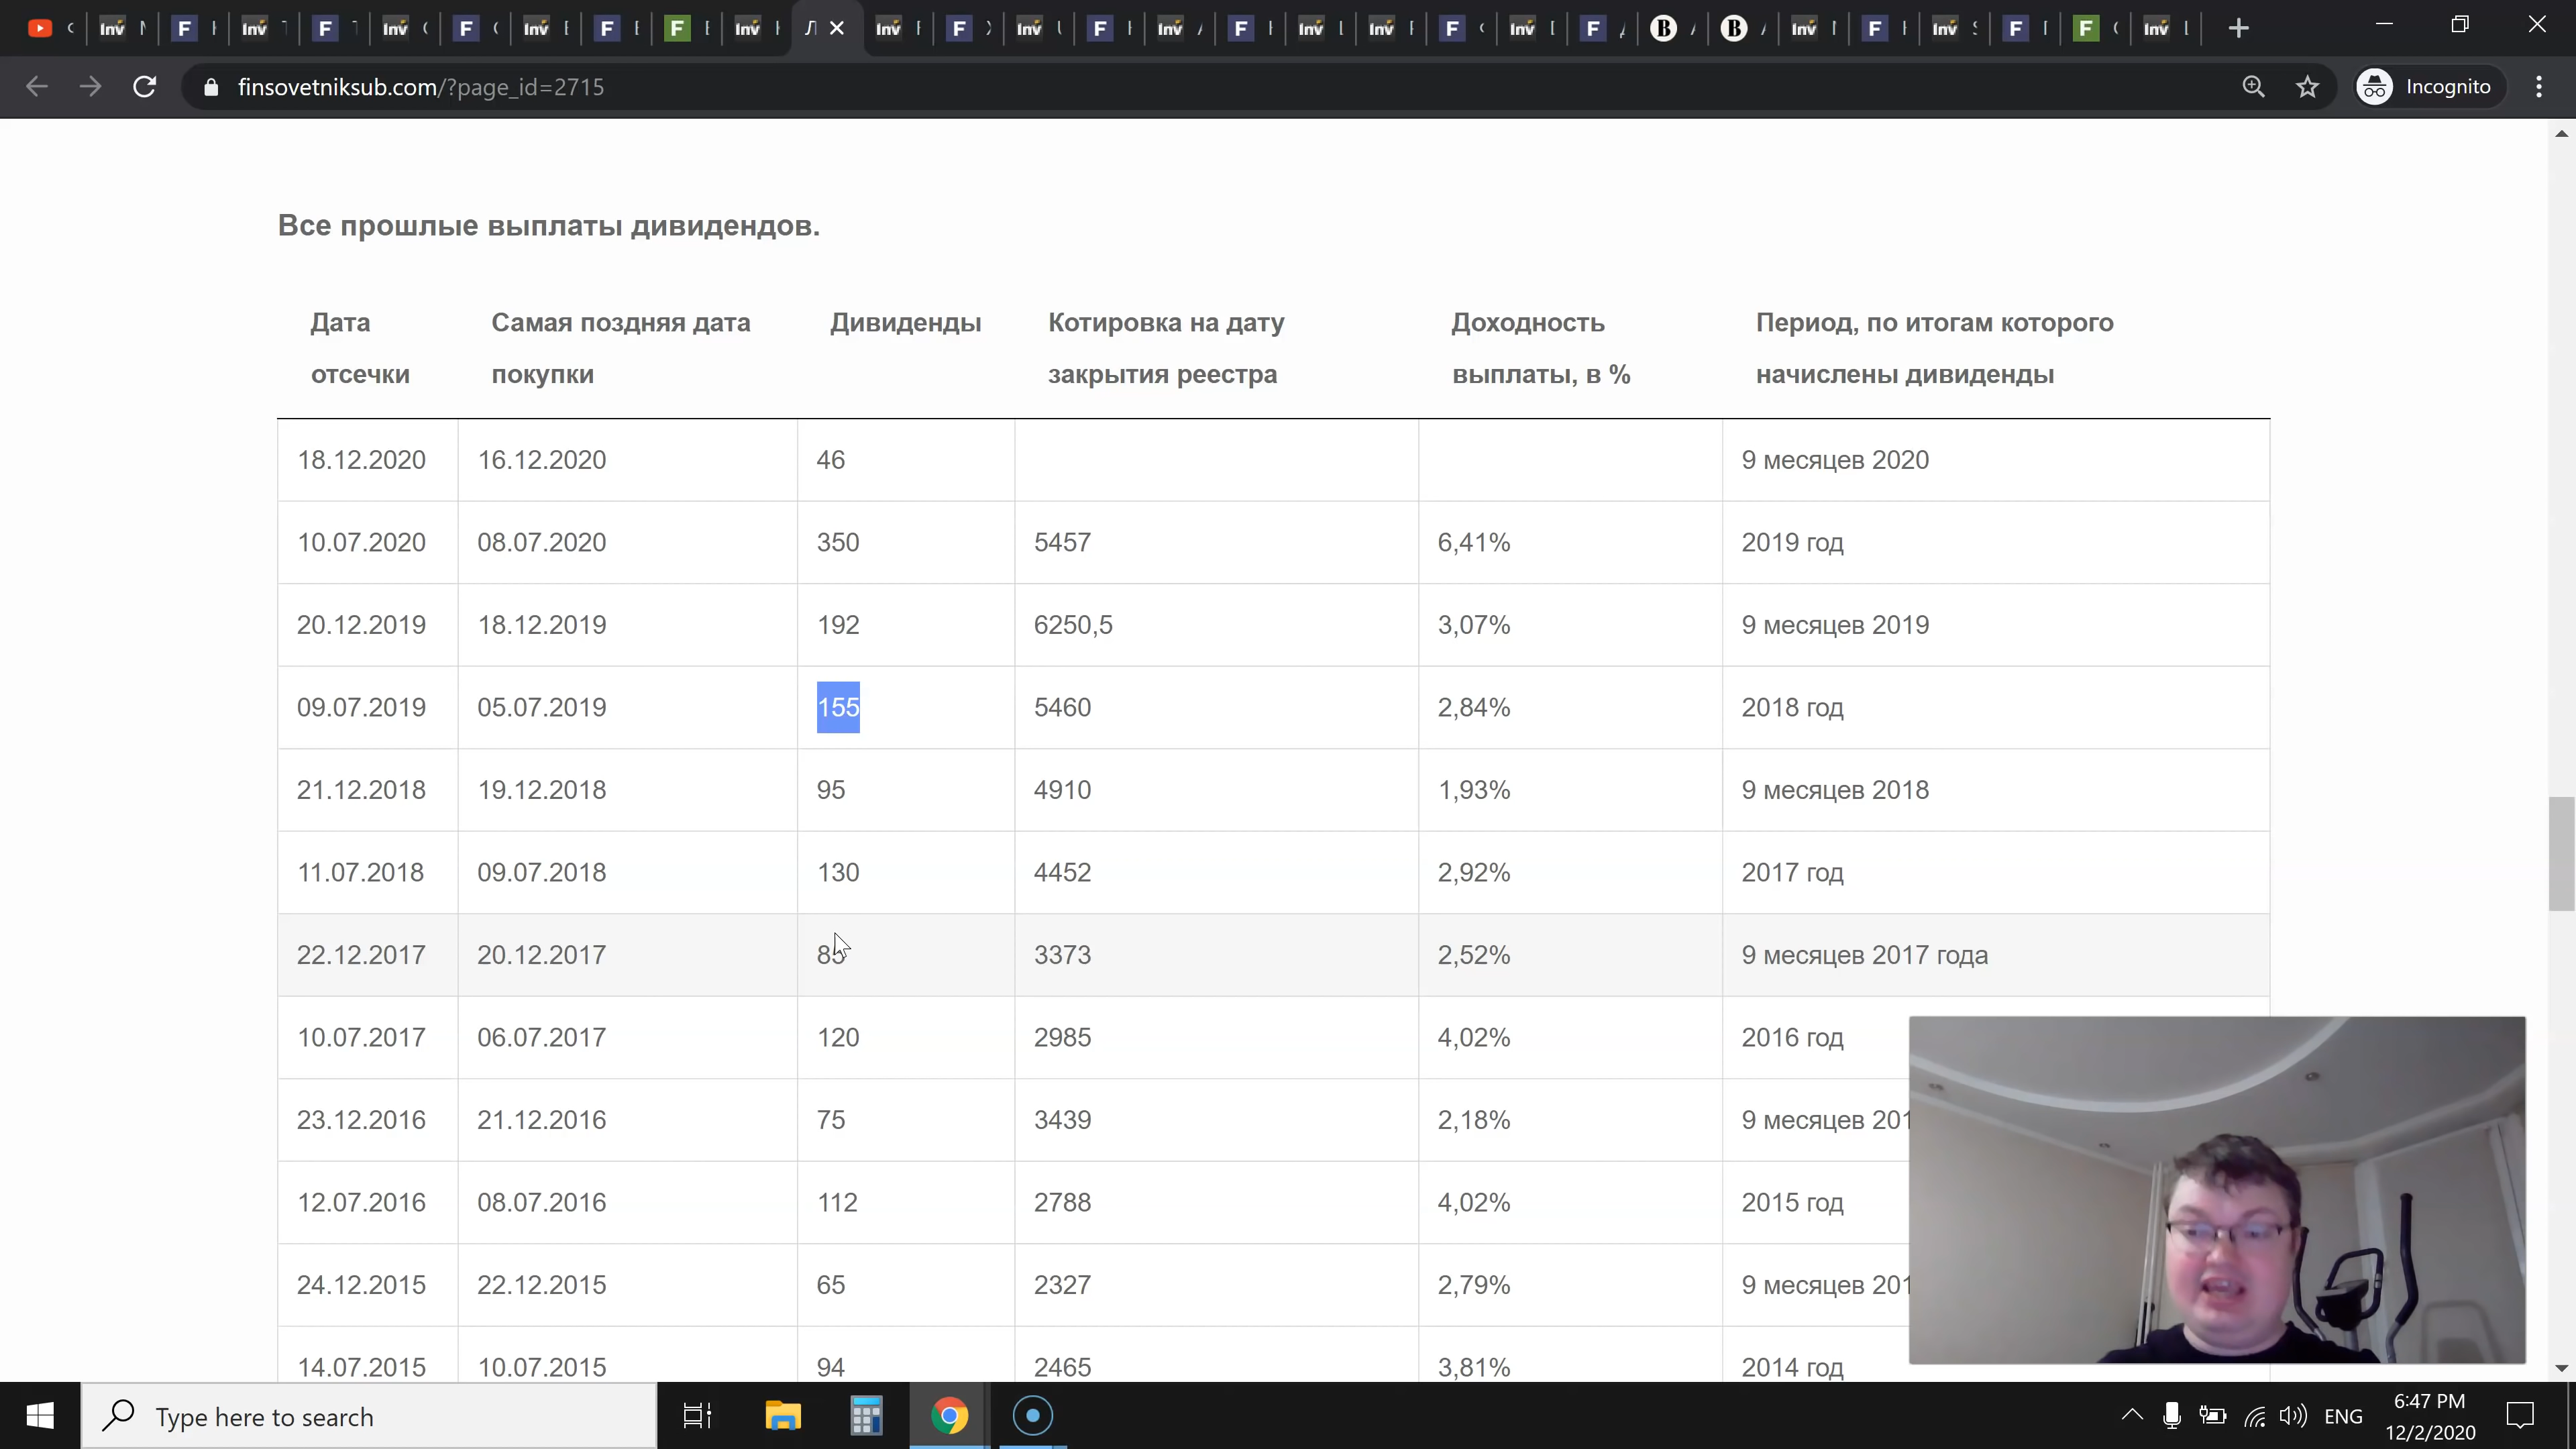 finsovetniksub.com/?page_id=2715
Incognito
Все прошлые выплаты дивидендов.
Дата отсечки	Самая поздняя дата покупки	Дивиденды	Котировка на дату закрытия реестра	Доходность выплаты, в %	Период, по итогам которого начислены дивиденды
18.12.2020	16.12.2020	46			9 месяцев 2020
10.07.2020	08.07.2020	350	5457	6,41%	2019 год
20.12.2019	18.12.2019	192	6250,5	3,07%	9 месяцев 2019
09.07.2019	05.07.2019	155	5460	2,84%	2018 год
21.12.2018	19.12.2018	95	4910	1,93%	9 месяцев 2018
11.07.2018	09.07.2018	130	4452	2,92%	2017 год
22.12.2017	20.12.2017		3373	2,52%	9 месяцев 2017 года
10.07.2017	06.07.2017	120	2985	4,02%	2016 год
23.12.2016	21.12.2016	75	3439	2,18%	9 месяцев
12.07.2016	08.07.2016	112	2788	4,02%	2015 год
24.12.2015	22.12.2015	65	2327	2,79%	9 месяцев
14.07.2015	10.07.2015	94	2465	3,81%	2014 год
Type here to search
ENG
6:47 PM
12/2/2020